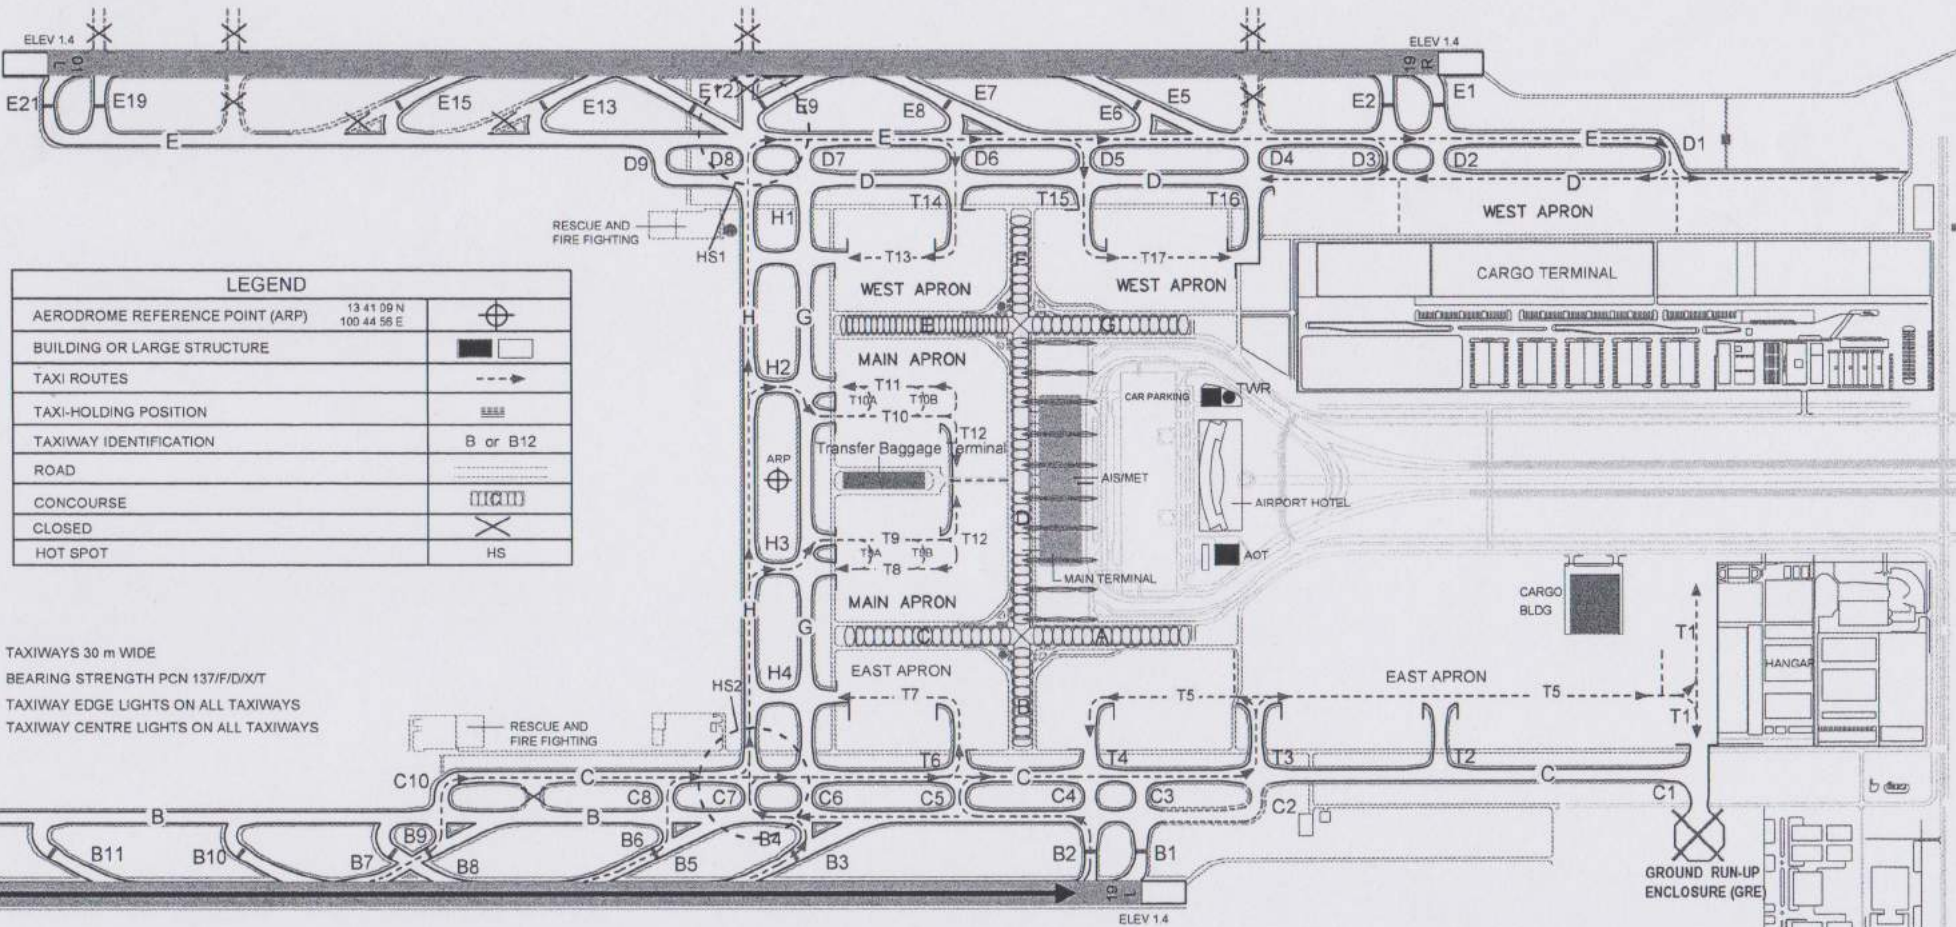 ELEV 1.4
ELEV 1.4
01
L
19
R
E21
E19
E15
E13
E12
E9
E8
E7
E6
E5
E2
E1
E
E
E
D9
D8
D7
D6
D5
D4
D3
D2
D1
D
D
D
H1
T14
T15
T16
WEST APRON
RESCUE AND
FIRE FIGHTING
HS1
T13
F
T17
CARGO TERMINAL
WEST APRON
WEST APRON
LEGEND
AERODROME REFERENCE POINT (ARP)
13 41 09 N
100 44 56 E
BUILDING OR LARGE STRUCTURE
TAXI ROUTES
TAXI-HOLDING POSITION
TAXIWAY IDENTIFICATION
B or B12
ROAD
CONCOURSE
C
CLOSED
HOT SPOT
HS
H
G
E
G
H2
MAIN APRON
T11
T10A
T10B
T10
CAR PARKING
TWR
T12
Transfer Baggage Terminal
ARP
AIS/MET
AIRPORT HOTEL
D
H3
T9
T12
T9A
T9B
T8
AOT
MAIN TERMINAL
CARGO
BLDG
MAIN APRON
H
G
C
A
T1
TAXIWAYS 30 m WIDE
BEARING STRENGTH PCN 137/F/D/X/T
TAXIWAY EDGE LIGHTS ON ALL TAXIWAYS
TAXIWAY CENTRE LIGHTS ON ALL TAXIWAYS
H4
EAST APRON
EAST APRON
HANGAR
HS2
T7
B
T5
T5
T1
RESCUE AND
FIRE FIGHTING
T6
T4
T3
T2
C10
C
C
C
C8
C7
C6
C5
C4
C3
C2
C1
B
B
B11
B10
B9
B7
B8
B6
B5
B4
B3
B2
B1
GROUND RUN-UP
ENCLOSURE (GRE)
19
L
ELEV 1.4